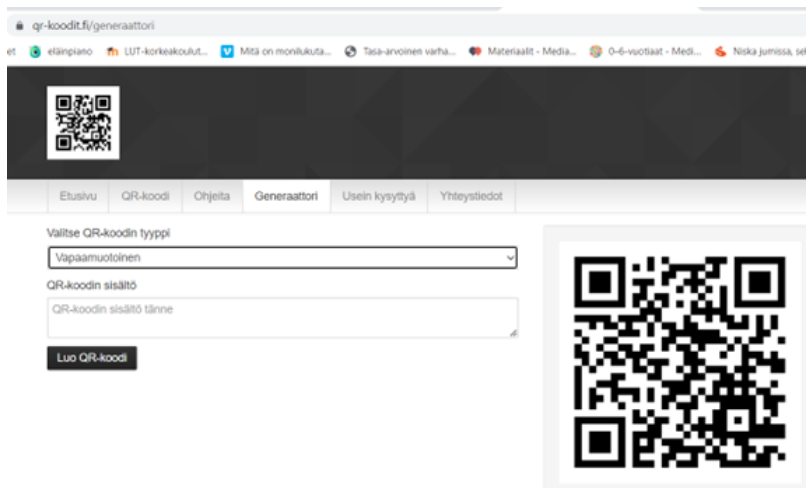 qr-koodit.fi/generaattori
et eläinpiano LUT-korkeakoulut... Mitä on monilukuta... Tasa-arvoinen varha... Materiaalit - Media... 0–6-vuotiaat - Medi... Niska jumissa, sel
Etusivu QR-koodi Ohjeita Generaattori Usein kysyttyä Yhteystiedot
Valitse QR-koodin tyyppi
Vapaamuotoinen
QR-koodin sisältö
QR-koodin sisältö tänne
Luo QR-koodi